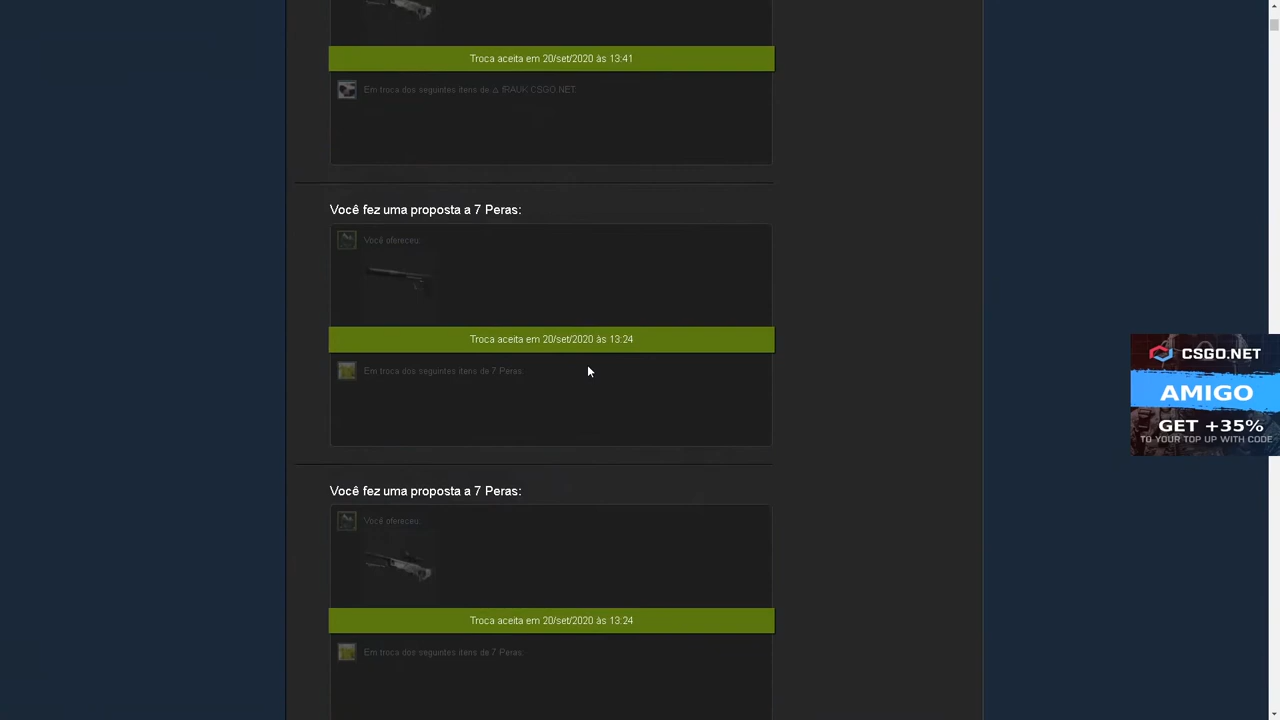 Troca aceita em 20/set/2020 às 13:41
Em troca dos seguintes itens de ⚠ fRAUK CSGO.NET:
Você fez uma proposta a 7 Peras:
Você ofereceu:
Troca aceita em 20/set/2020 às 13:24
Em troca dos seguintes itens de 7 Peras:
CSGO.NET
AMIGO
GET +35%
TO YOUR TOP UP WITH CODE
Você fez uma proposta a 7 Peras:
Você ofereceu:
Troca aceita em 20/set/2020 às 13:24
Em troca dos seguintes itens de 7 Peras: